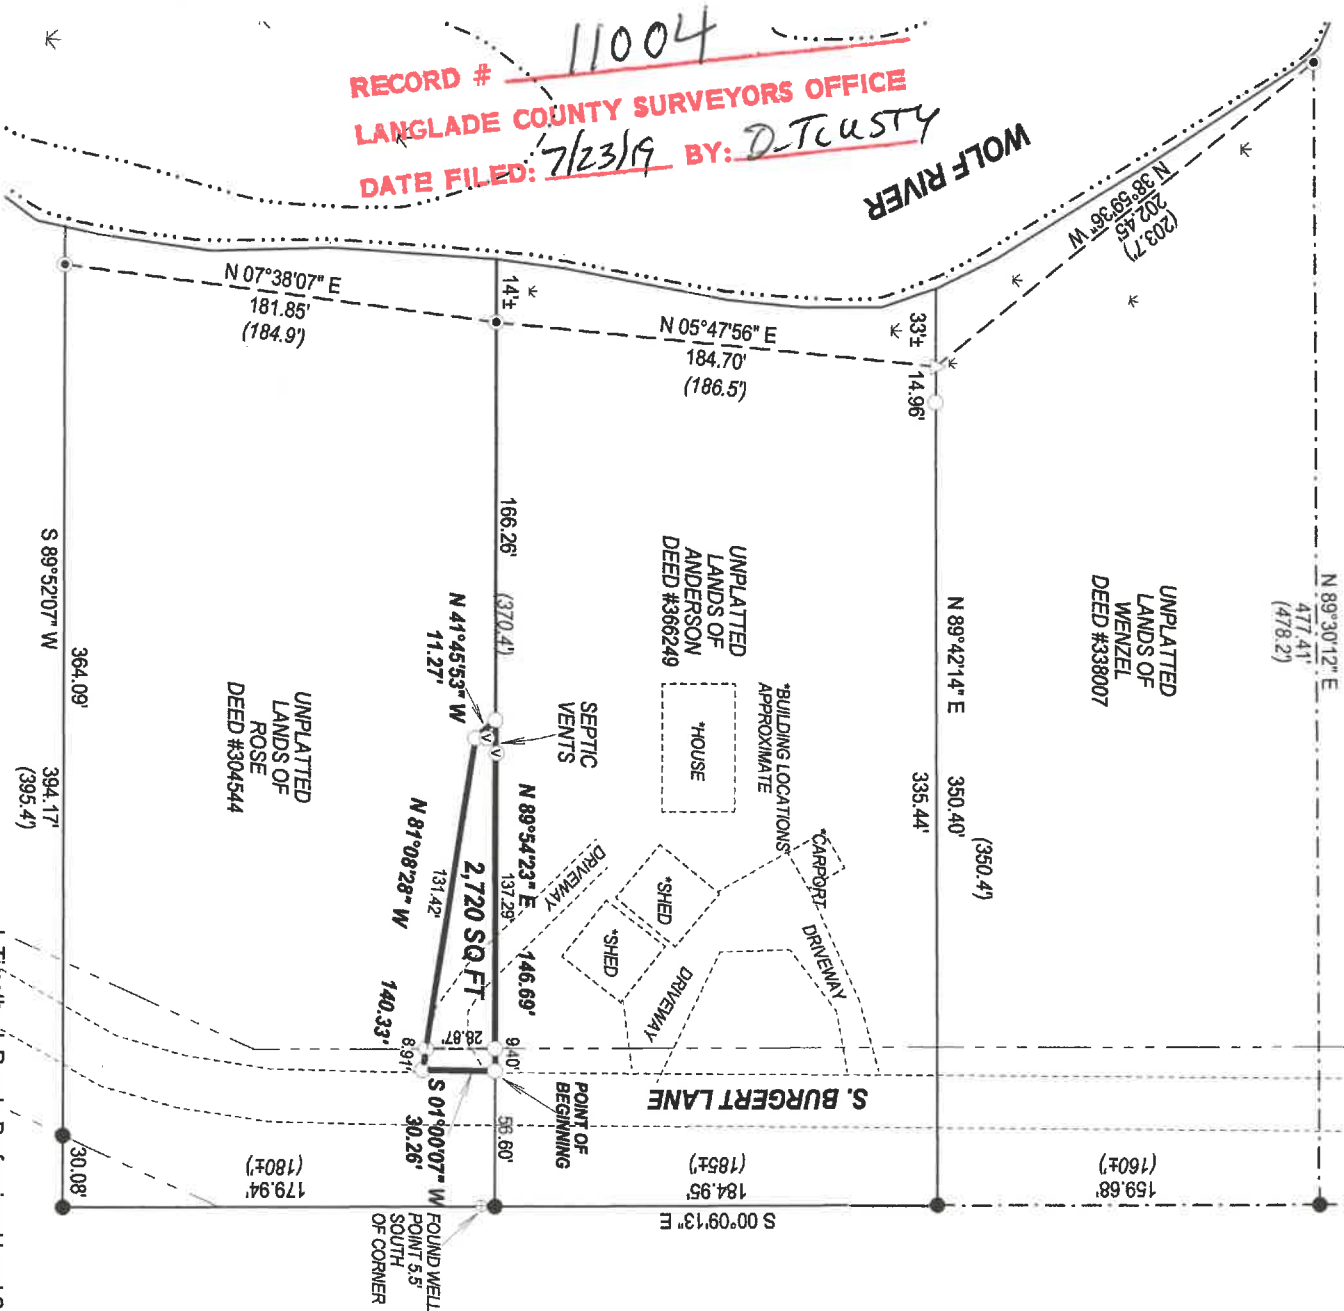 11004
RECORD #
LANGLADE COUNTY SURVEYORS OFFICE
DATE FILED: 7/23/19 BY: D. Tlusty
WOLF RIVER
N 38°59'36" W
202.45'
(203.7')
N 89°30'12" E
477.41'
(478.2')
N 07°38'07" E
181.85'
(184.9')
14'±
N 05°47'56" E
184.70'
(186.5')
33'±
14.96'
166.26'
(370.4')
UNPLATTED
LANDS OF
ANDERSON
DEED #366249
N 89°42'14" E
350.40'
(350.4')
335.44'
UNPLATTED
LANDS OF
WENZEL
DEED #338007
S 89°52'07" W
394.17'
(395.4')
364.09'
UNPLATTED
LANDS OF
ROSE
DEED #304544
N 41°45'53" W
11.27'
SEPTIC
VENTS
V
V
*HOUSE
*BUILDING LOCATIONS
APPROXIMATE
*CARPORT
DRIVEWAY
*SHED
*SHED
DRIVEWAY
DRIVEWAY
N 89°54'23" E
146.69'
137.29'
9.40'
2,720 SQ FT
N 81°08'28" W
140.33'
131.42'
8.91'
28.87'
S 01°00'07" W
30.26'
POINT OF
BEGINNING
56.60'
S. BURGERT LANE
30.08'
179.94'
(180±')
184.95'
(185±')
S 00°09'13" E
159.68'
(160±')
FOUND WELL
POINT 5.5'
SOUTH
OF CORNER